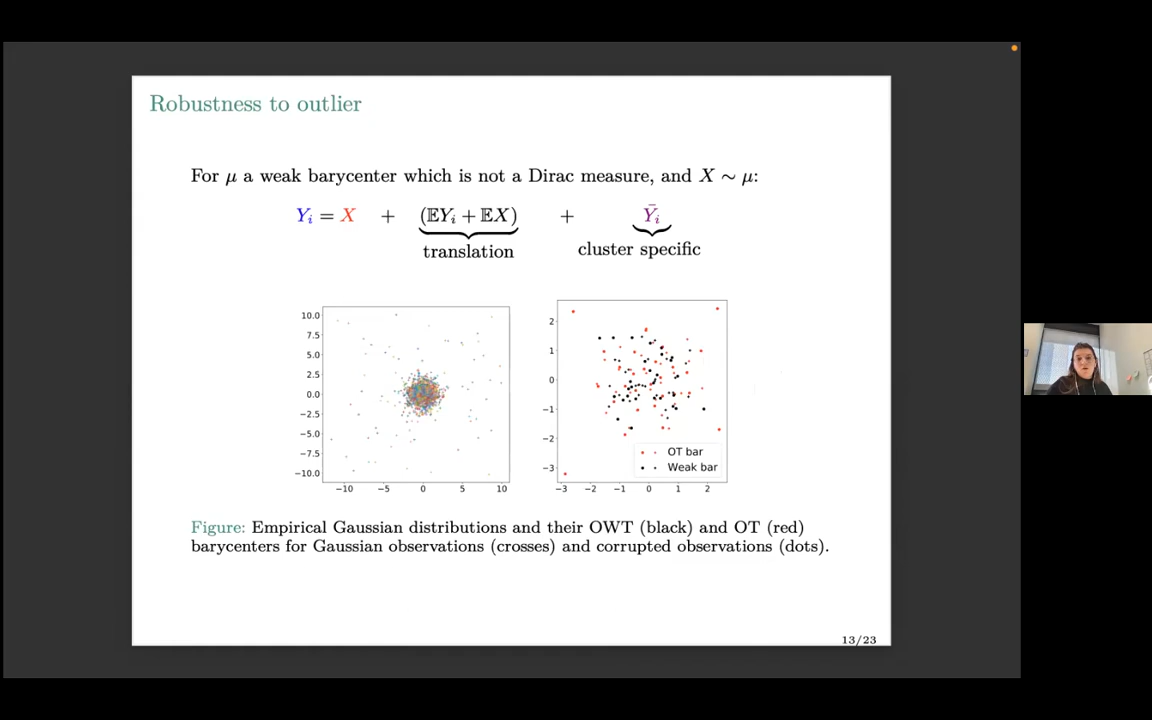 Robustness to outlier
For μ a weak barycenter which is not a Dirac measure, and X ∼ μ:
Yᵢ = X + (𝔼Yᵢ + 𝔼X) + Ȳᵢ
translation cluster specific
10.0
7.5
5.0
2.5
0.0
−2.5
−5.0
−7.5
−10.0
−10 −5 0 5 10
2
1
0
−1
−2
−3
OT bar
Weak bar
−3 −2 −1 0 1 2
Figure: Empirical Gaussian distributions and their OWT (black) and OT (red)
barycenters for Gaussian observations (crosses) and corrupted observations (dots).
13/23